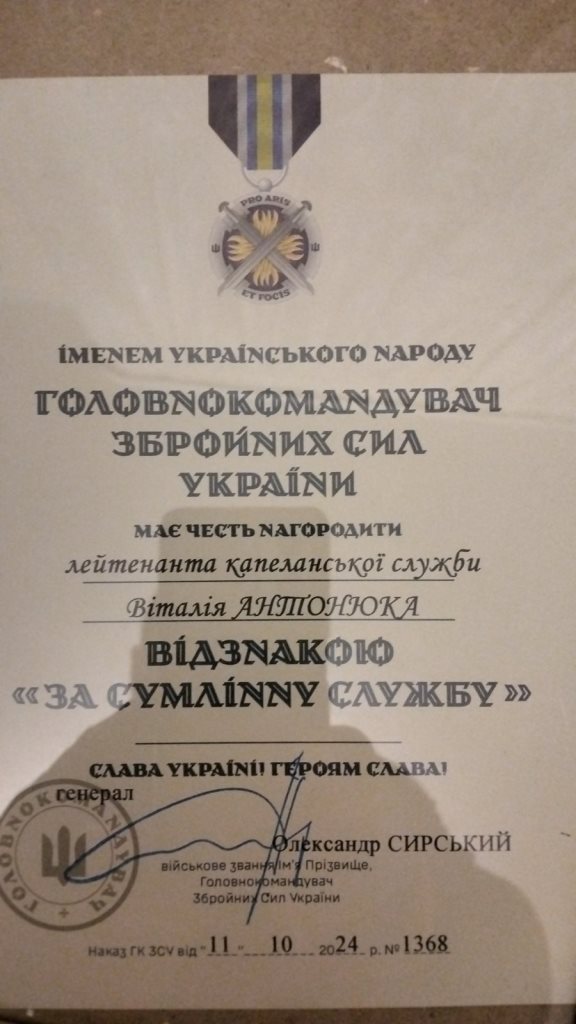 PRO ARIS
ET FOCIS
ІМЕНЕМ УКРАЇНСЬКОГО НАРОДУ
ГОЛОВНОКОМАНДУВАЧ
ЗБРОЙНИХ СИЛ
УКРАЇНИ
МАЄ ЧЕСТЬ НАГОРОДИТИ
лейтенанта капеланської служби
Віталія АНТОНЮКА
ВІДЗНАКОЮ
«ЗА СУМЛІННУ СЛУЖБУ»
СЛАВА УКРАЇНІ! ГЕРОЯМ СЛАВА!
генерал
ГОЛОВНОКОМАНДУВАЧ
Олександр СИРСЬКИЙ
військове звання Ім'я Прізвище,
Головнокомандувач
Збройних Сил України
Наказ ГК ЗСУ від "11" 10 2024 р. № 1368